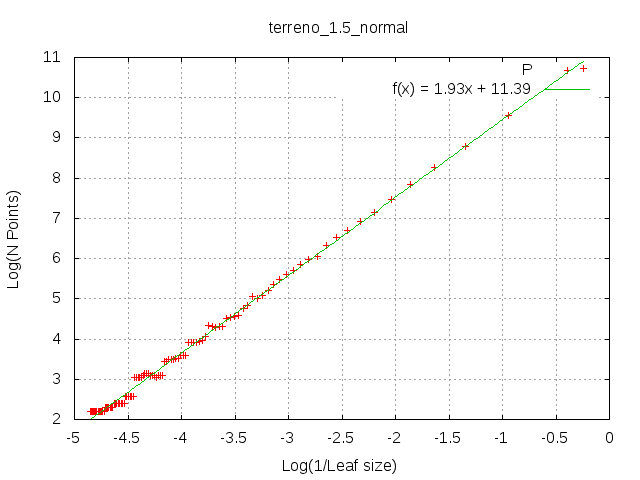 terreno_1.5_normal
11
10
9
8
7
6
5
4
3
2
Log(N Points)
P
f(x) = 1.93x + 11.39
-5 -4.5 -4 -3.5 -3 -2.5 -2 -1.5 -1 -0.5 0
Log(1/Leaf size)